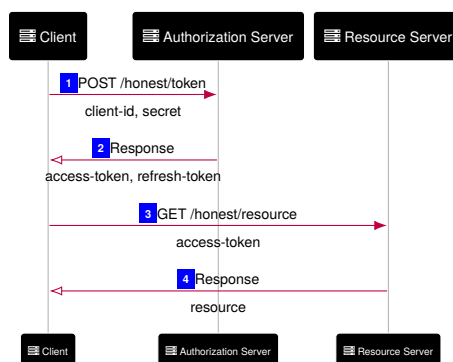 Client
Authorization Server
Resource Server
1 POST /honest/token
client-id, secret
2 Response
access-token, refresh-token
3 GET /honest/resource
access-token
4 Response
resource
Client
Authorization Server
Resource Server